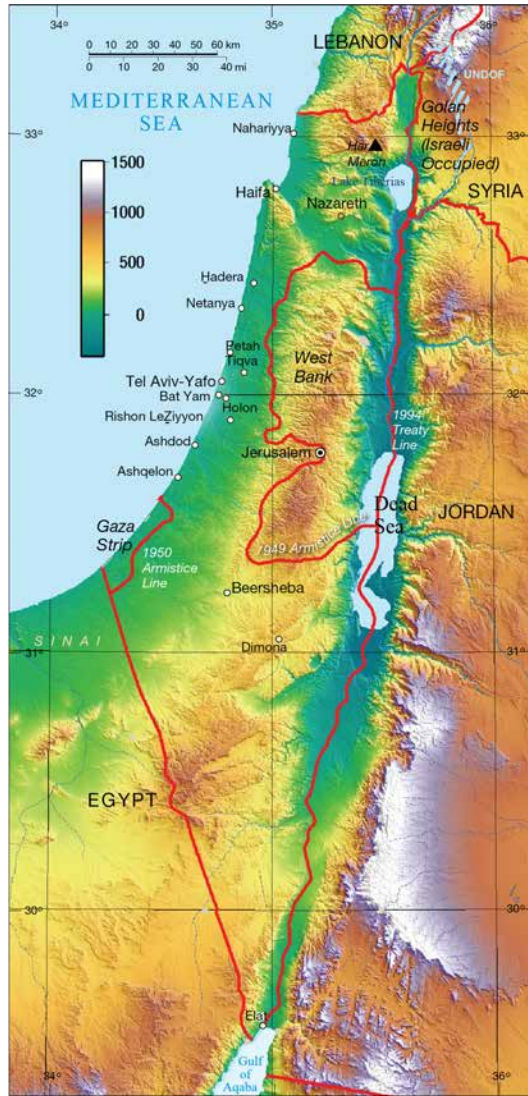 34°
35°
36°
0 10 20 30 40 50 60 km
0 10 20 30 40 mi
LEBANON
UNDOF
MEDITERRANEAN
SEA
33°
33°
Nahariyya
Golan
Heights
(Israeli
Occupied)
Har
Meron
Lake Tiberias
1500
1000
500
0
SYRIA
Haifa
Nazareth
Hadera
Netanya
Petah
Tiqva
West
Bank
32°
32°
Tel Aviv-Yafo
Bat Yam
Holon
Rishon LeZiyyon
1994
Treaty
Line
Ashdod
Jerusalem
Ashqelon
Dead
Sea
JORDAN
Gaza
Strip
1949 Armistice Line
1950
Armistice
Line
Beersheba
SINAI
Dimona
31°
31°
EGYPT
30°
30°
Elat
Gulf
of
Aqaba
34°
36°